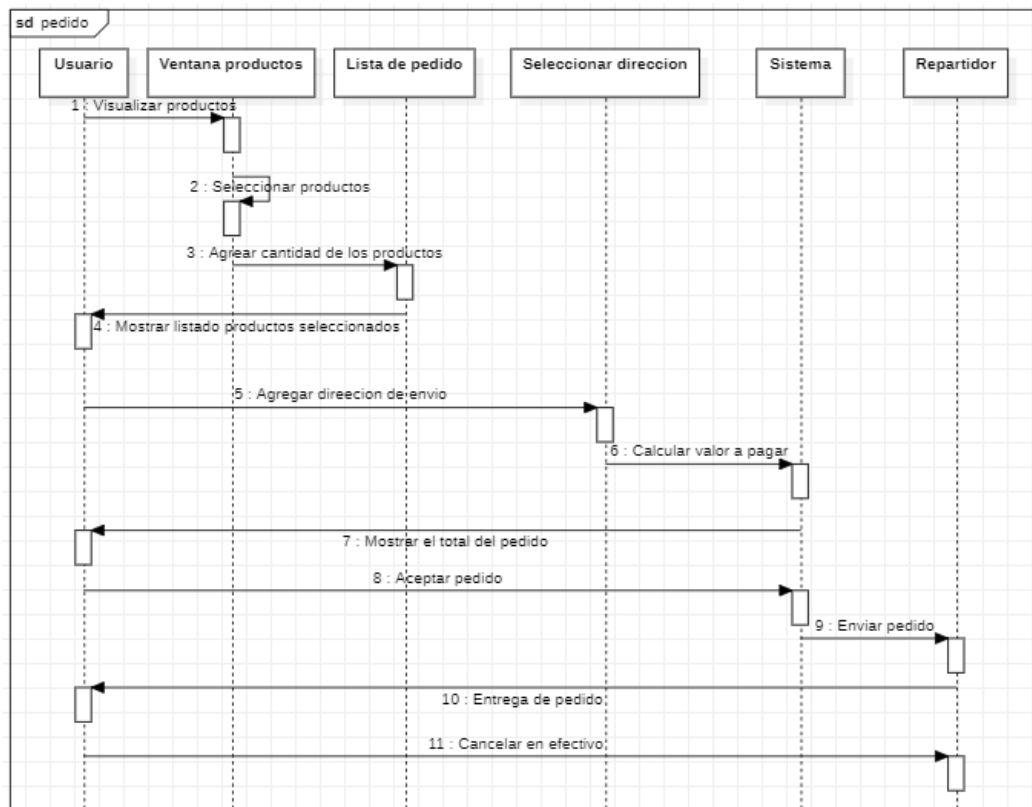 sd pedido
Usuario
Ventana productos
Lista de pedido
Seleccionar direccion
Sistema
Repartidor
1 : Visualizar productos
2 : Seleccionar productos
3 : Agrear cantidad de los productos
4 : Mostrar listado productos seleccionados
5 : Agregar direecion de envio
6 : Calcular valor a pagar
7 : Mostrar el total del pedido
8 : Aceptar pedido
9 : Enviar pedido
10 : Entrega de pedido
11 : Cancelar en efectivo